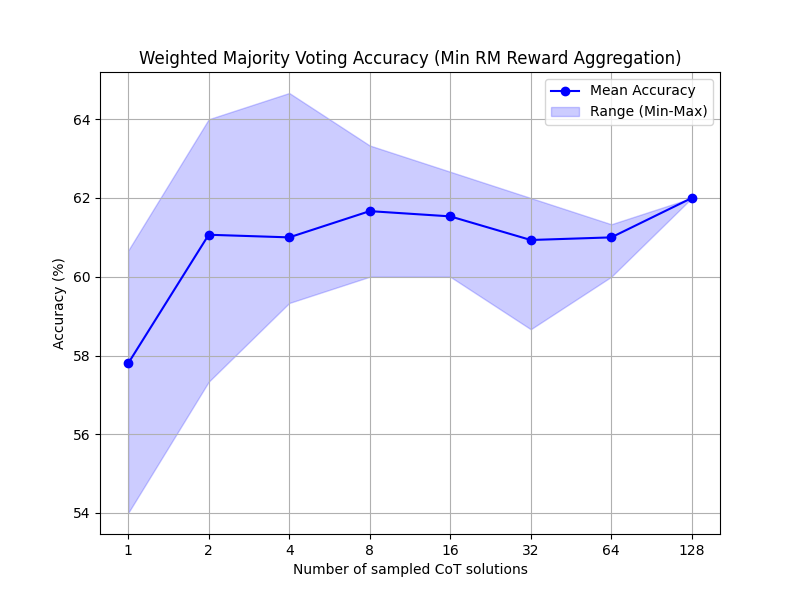 Weighted Majority Voting Accuracy (Min RM Reward Aggregation)
Mean Accuracy
Range (Min-Max)
Accuracy (%)
64
62
60
58
56
54
1 2 4 8 16 32 64 128
Number of sampled CoT solutions